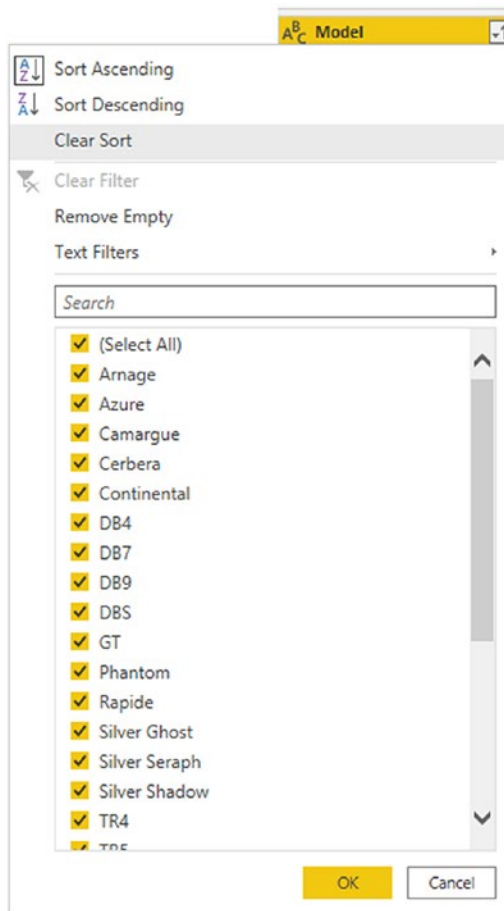 ABC Model
Sort Ascending
Sort Descending
Clear Sort
Clear Filter
Remove Empty
Text Filters
Search
(Select All)
Arnage
Azure
Camargue
Cerbera
Continental
DB4
DB7
DB9
DBS
GT
Phantom
Rapide
Silver Ghost
Silver Seraph
Silver Shadow
TR4
OK Cancel